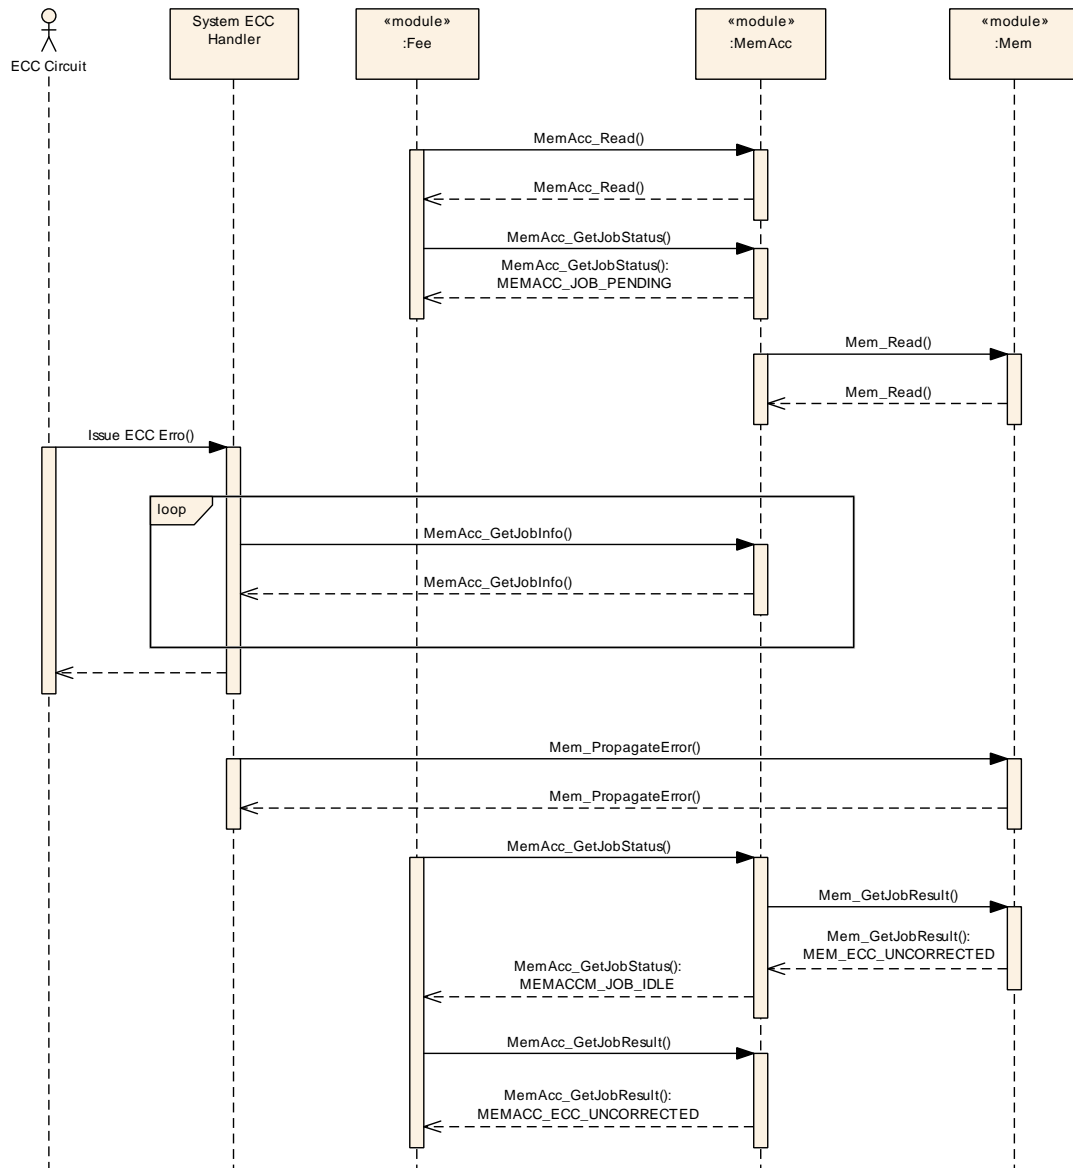 ECC Circuit
System ECC
Handler
«module»
:Fee
«module»
:MemAcc
«module»
:Mem
MemAcc_Read()
MemAcc_Read()
MemAcc_GetJobStatus()
MemAcc_GetJobStatus():
MEMACC_JOB_PENDING
Mem_Read()
Mem_Read()
Issue ECC Erro()
loop
MemAcc_GetJobInfo()
MemAcc_GetJobInfo()
Mem_PropagateError()
Mem_PropagateError()
MemAcc_GetJobStatus()
Mem_GetJobResult()
Mem_GetJobResult():
MEM_ECC_UNCORRECTED
MemAcc_GetJobStatus():
MEMACCM_JOB_IDLE
MemAcc_GetJobResult()
MemAcc_GetJobResult():
MEMACC_ECC_UNCORRECTED